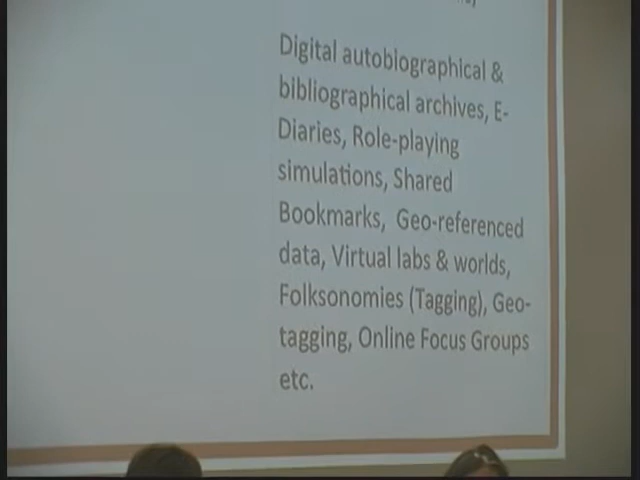 Digital autobiographical &
bibliographical archives, E-
Diaries, Role-playing
simulations, Shared
Bookmarks, Geo-referenced
data, Virtual labs & worlds,
Folksonomies (Tagging), Geo-
tagging, Online Focus Groups
etc.